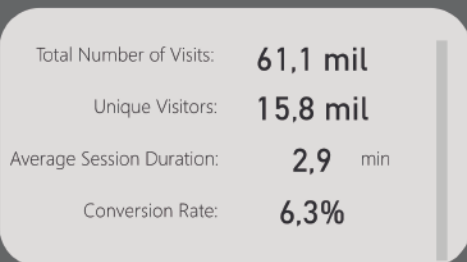 Total Number of Visits: 61,1 mil
Unique Visitors: 15,8 mil
Average Session Duration: 2,9 min
Conversion Rate: 6,3%